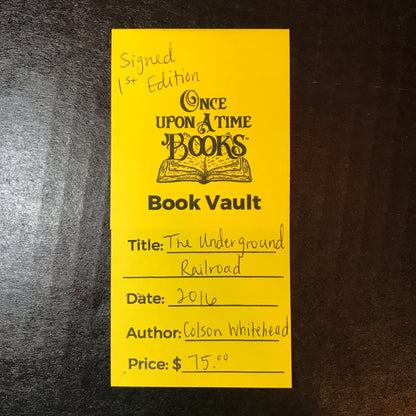 Signed
1st Edition
ONCE
UPON A TIME
BOOKS™
Book Vault
Title: The Underground
Railroad
Date: 2016
Author: Colson Whitehead
Price: $ 75.00